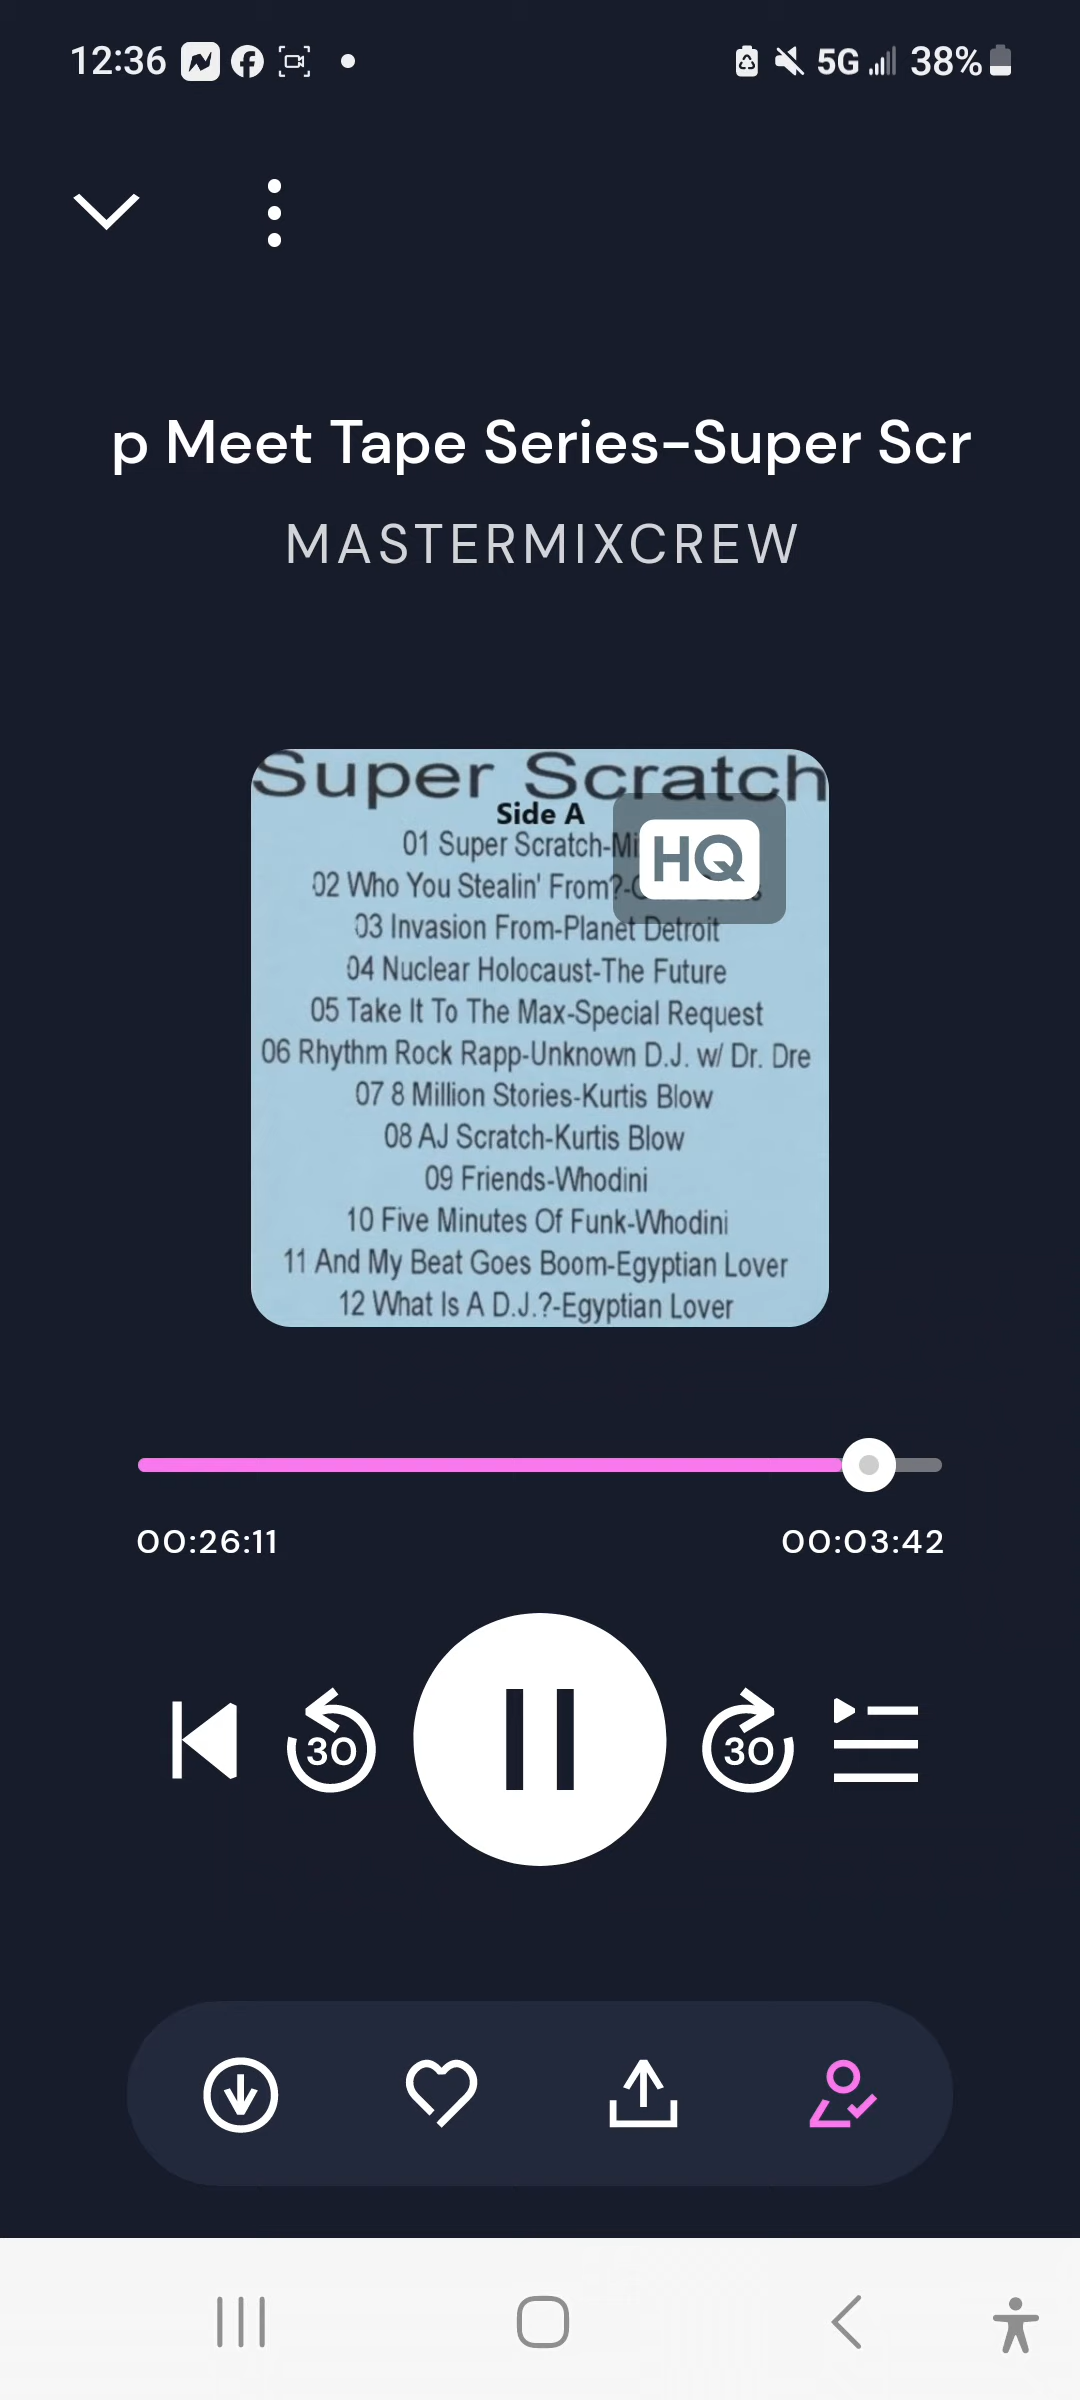 12:36
5G 38%
p Meet Tape Series-Super Scr
MASTERMIXCREW
Super Scratch
Side A
01 Super Scratch-Mi
HQ
02 Who You Stealin' From?-
03 Invasion From-Planet Detroit
04 Nuclear Holocaust-The Future
05 Take It To The Max-Special Request
06 Rhythm Rock Rapp-Unknown D.J. w/ Dr. Dre
07 8 Million Stories-Kurtis Blow
08 AJ Scratch-Kurtis Blow
09 Friends-Whodini
10 Five Minutes Of Funk-Whodini
11 And My Beat Goes Boom-Egyptian Lover
12 What Is A D.J.?-Egyptian Lover
00:26:11 00:03:42
30 30